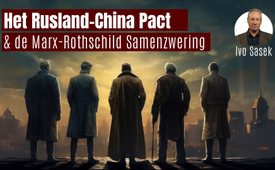 Het Rusland-China Pact
& de Marx-Rothschild Samenzwering
Ivo Sasek